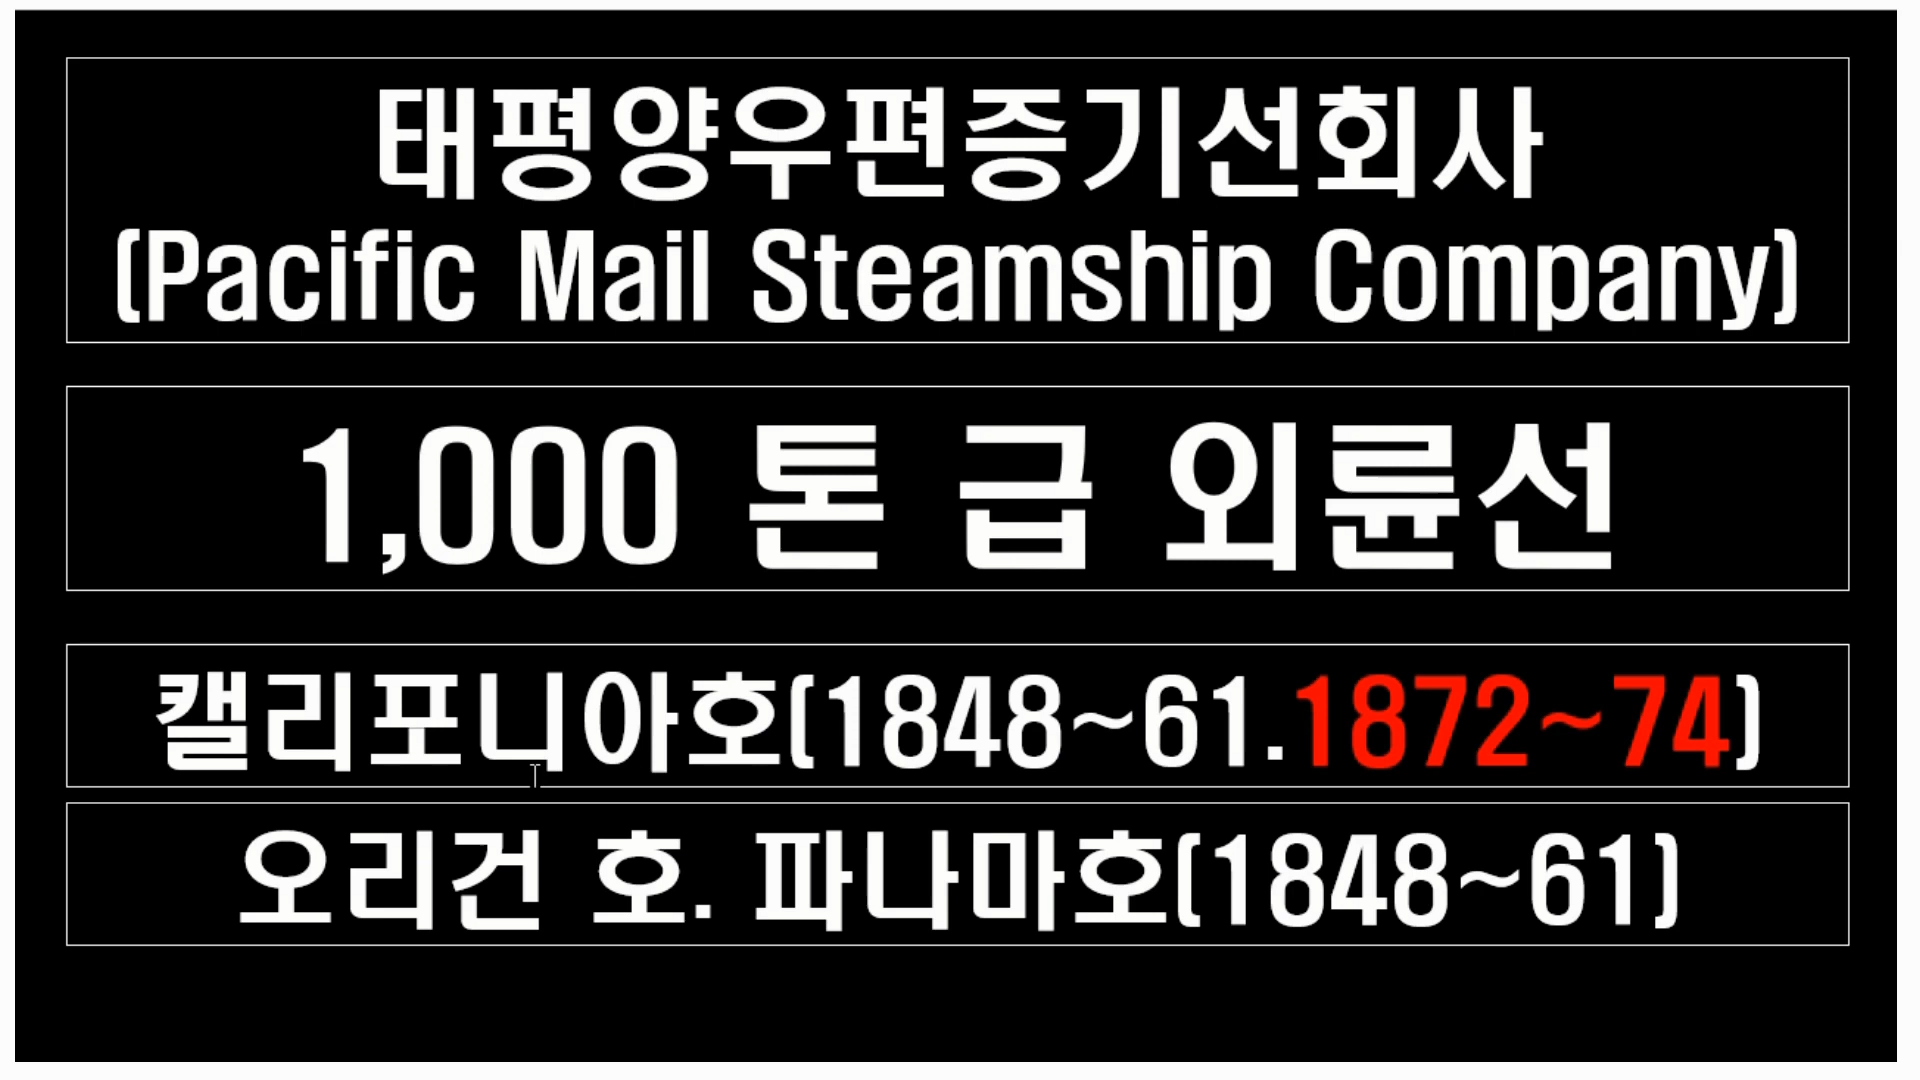 태평양우편증기선회사
(Pacific Mail Steamship Company)
1,000 톤 급 외륜선
캘리포니아호(1848~61.1872~74)
오리건 호. 파나마호(1848~61)